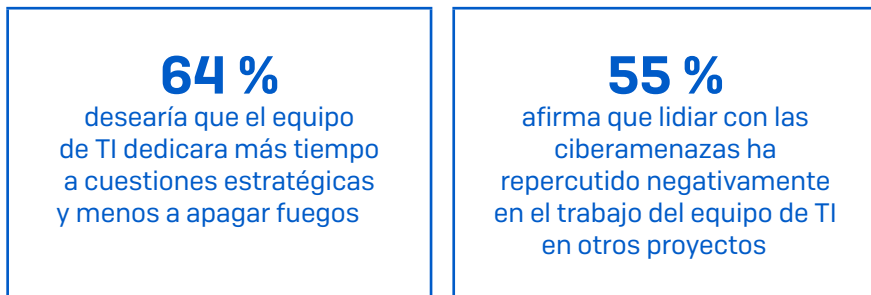 64 %
desearía que el equipo
de TI dedicara más tiempo
a cuestiones estratégicas
y menos a apagar fuegos
55 %
afirma que lidiar con las
ciberamenazas ha
repercutido negativamente
en el trabajo del equipo de TI
en otros proyectos